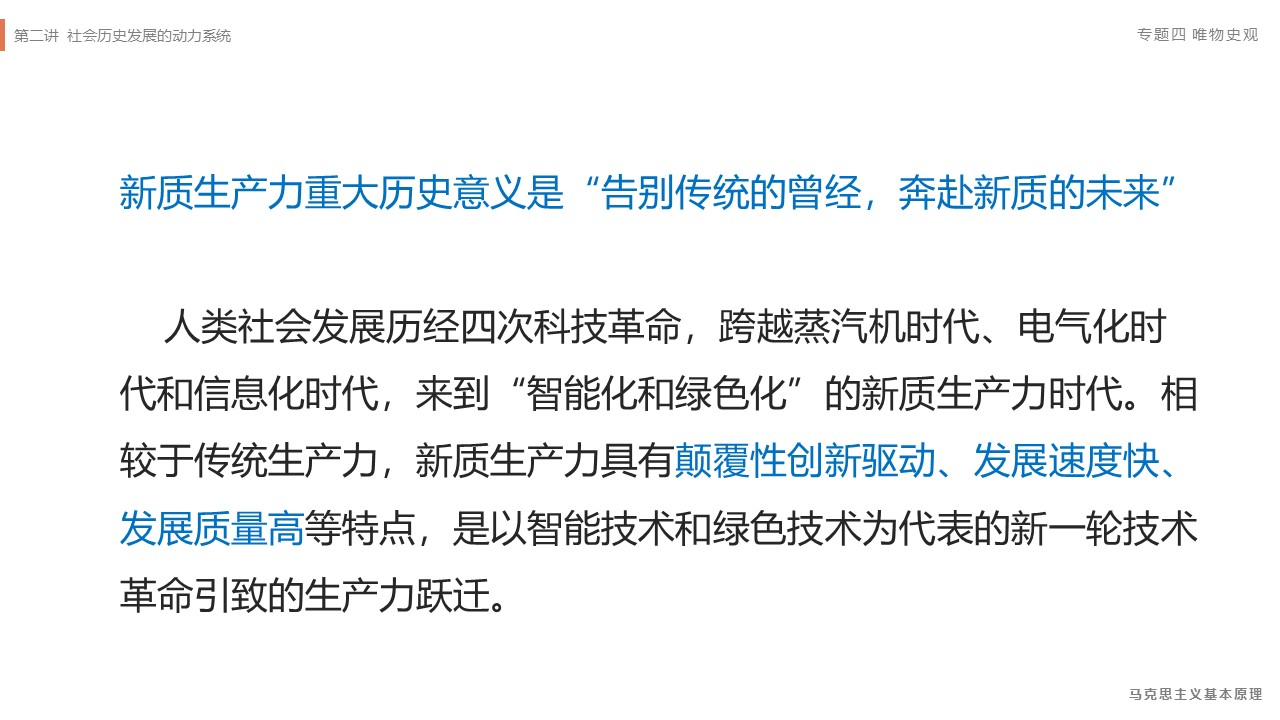 第二讲 社会历史发展的动力系统
专题四 唯物史观
新质生产力重大历史意义是“告别传统的曾经，奔赴新质的未来”
人类社会发展历经四次科技革命，跨越蒸汽机时代、电气化时
代和信息化时代，来到“智能化和绿色化”的新质生产力时代。相
较于传统生产力，新质生产力具有颠覆性创新驱动、发展速度快、
发展质量高等特点，是以智能技术和绿色技术为代表的新一轮技术
革命引致的生产力跃迁。
马克思主义基本原理